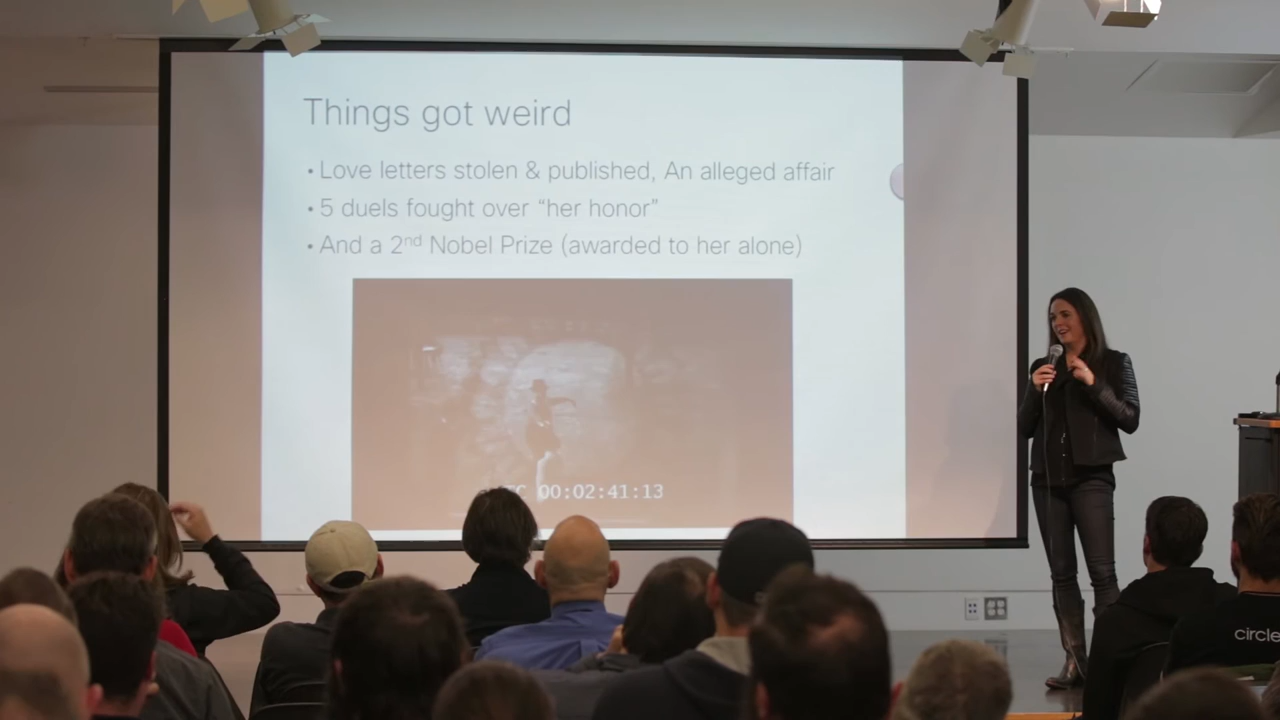 Things got weird
• Love letters stolen & published, An alleged affair
• 5 duels fought over “her honor”
• And a 2nd Nobel Prize (awarded to her alone)
TC 00:02:41:13
circle